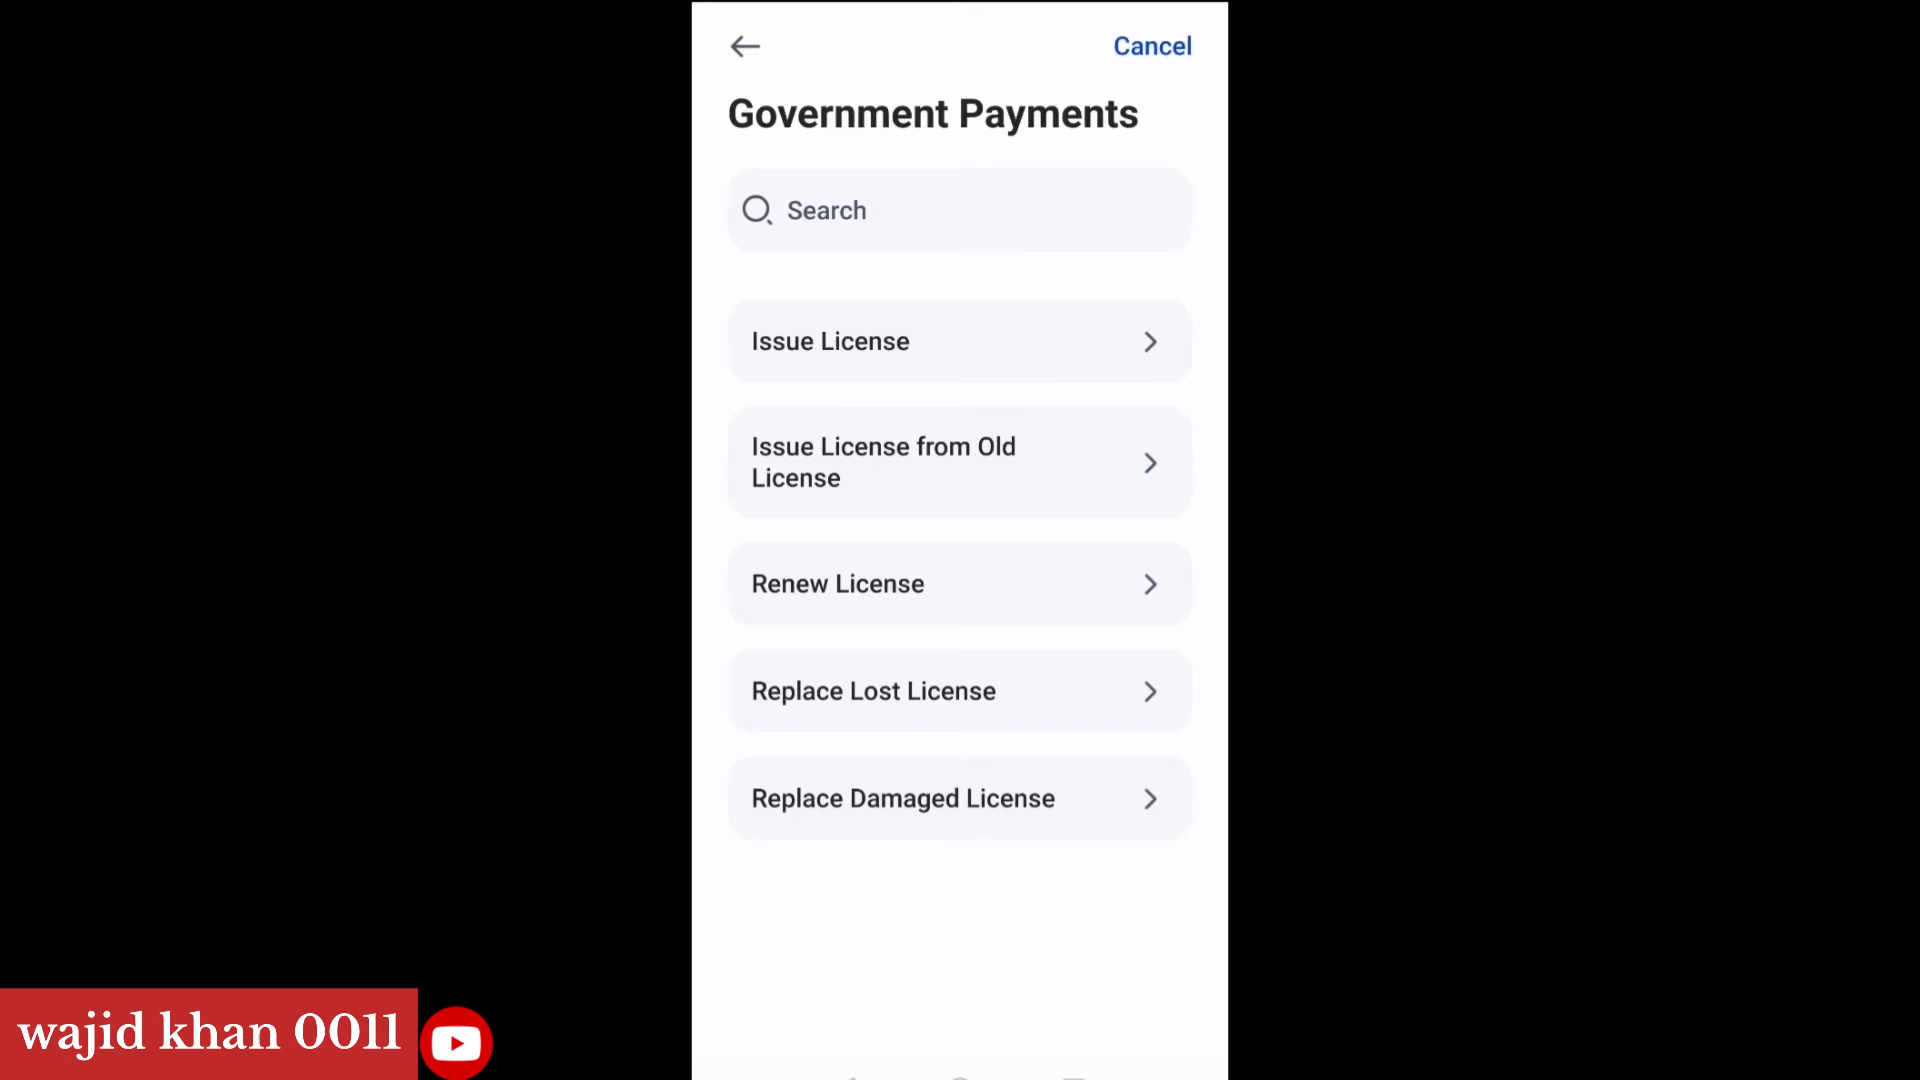 Cancel
Government Payments
Search
Issue License
Issue License from Old
License
Renew License
Replace Lost License
Replace Damaged License
wajid khan 0011